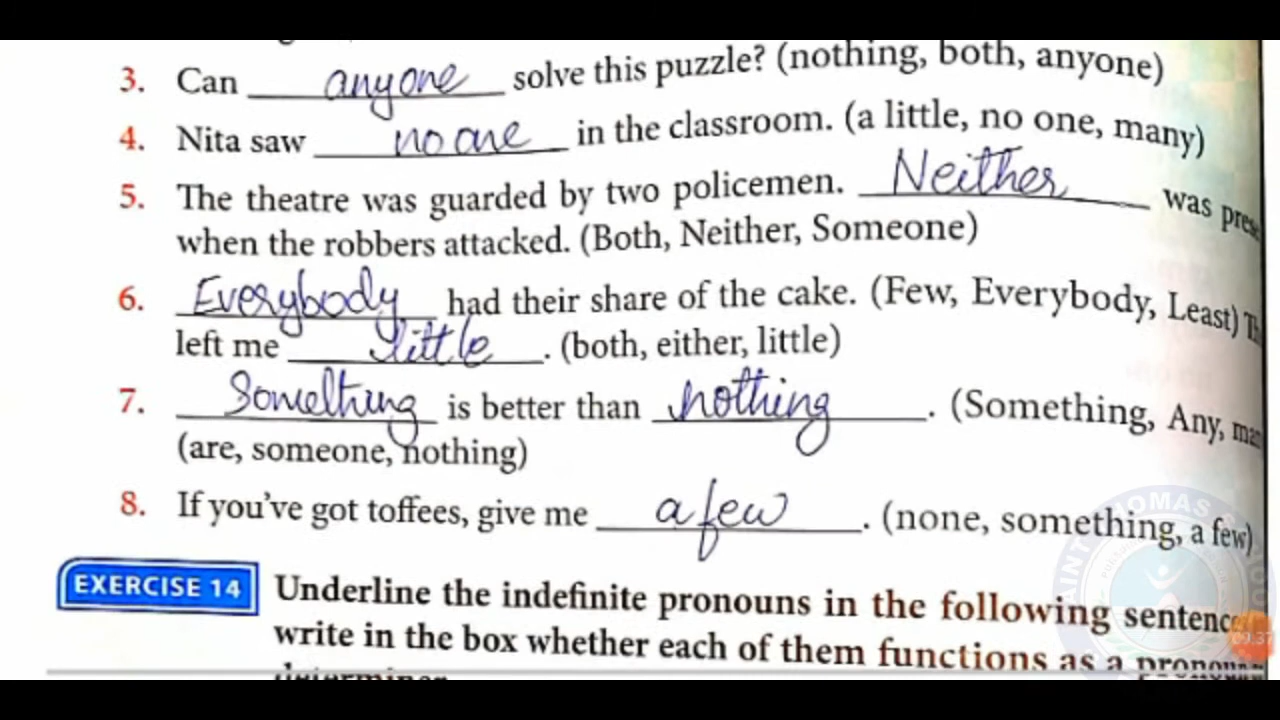 3. Can anyone solve this puzzle? (nothing, both, anyone)
4. Nita saw no one in the classroom. (a little, no one, many)
5. The theatre was guarded by two policemen. Neither was
when the robbers attacked. (Both, Neither, Someone)
6. Everybody had their share of the cake. (Few, Everybody, Least)
left me little. (both, either, little)
7. Something is better than nothing. (Something, Any,
(are, someone, nothing)
8. If you've got toffees, give me a few. (none, something, a few)
EXERCISE 14 Underline the indefinite pronouns in the following
write in the box whether each of them functions as a
09:37